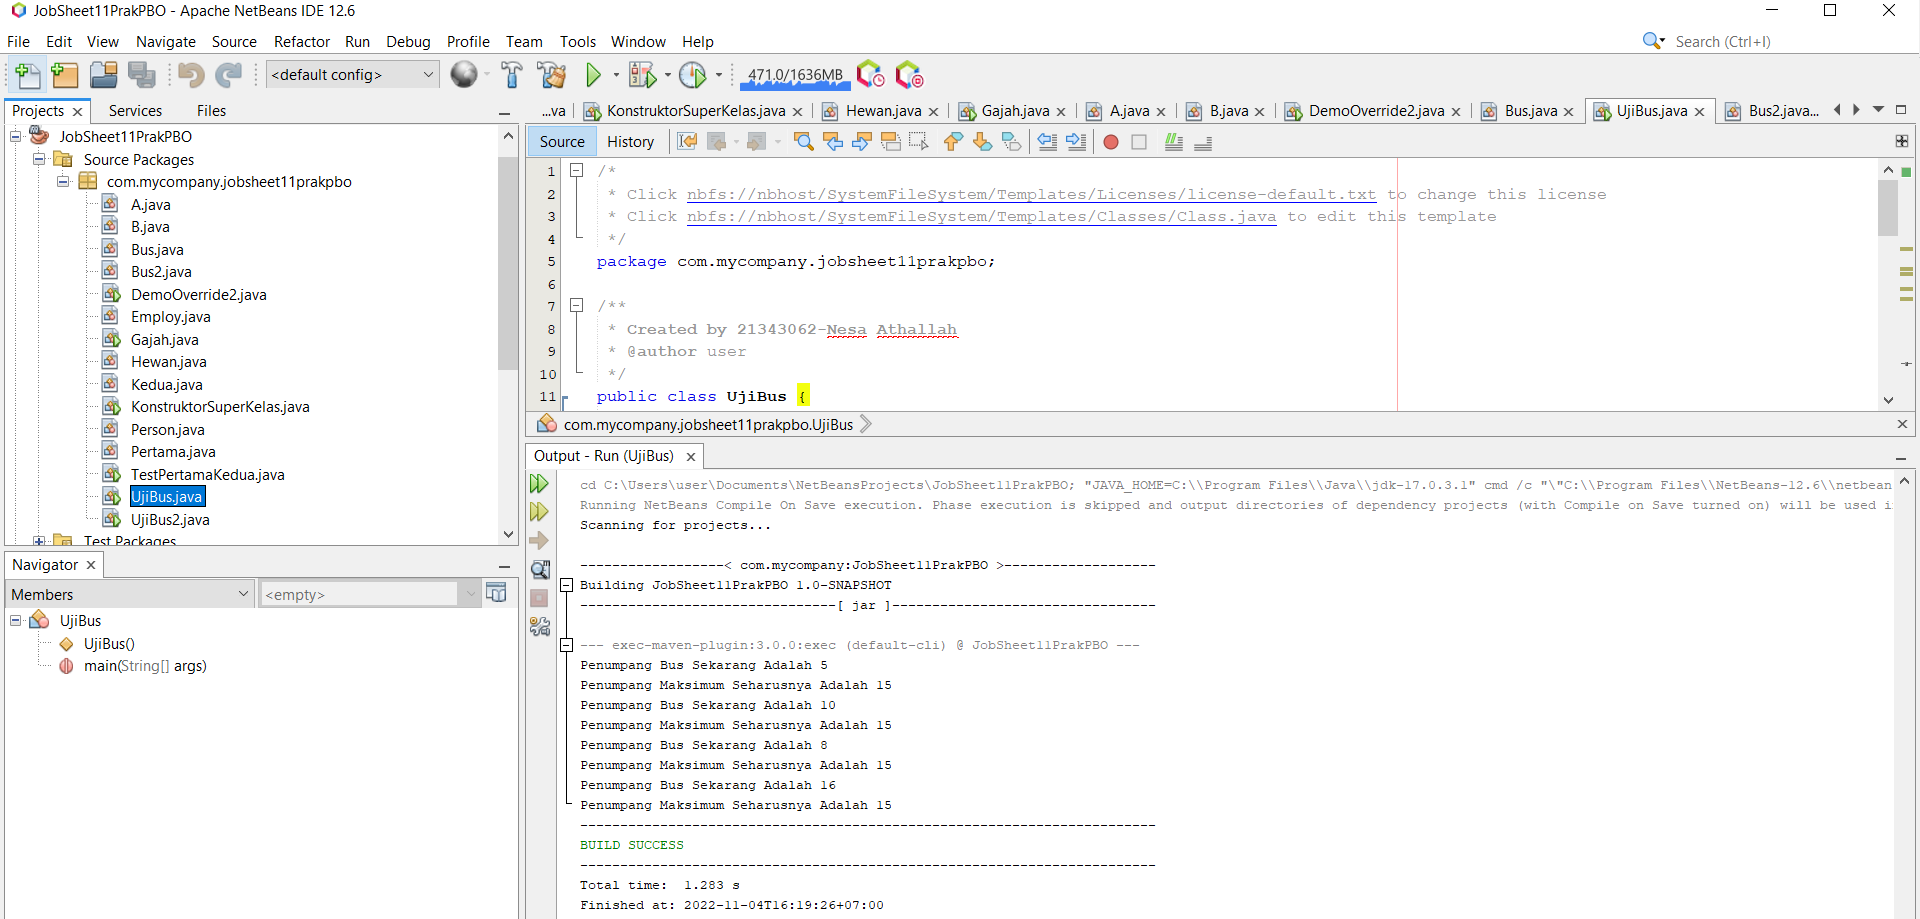 JobSheet11PrakPBO - Apache NetBeans IDE 12.6
File Edit View Navigate Source Refactor Run Debug Profile Team Tools Window Help
Search (Ctrl+I)
<default config>
471.0/1636MB
Projects Services Files
JobSheet11PrakPBO
Source Packages
com.mycompany.jobsheet11prakpbo
A.java
B.java
Bus.java
Bus2.java
DemoOverride2.java
Employ.java
Gajah.java
Hewan.java
Kedua.java
KonstruktorSuperKelas.java
Person.java
Pertama.java
TestPertamaKedua.java
UjiBus.java
UjiBus2.java
Test Packages
Navigator
Members
<empty>
UjiBus
UjiBus()
main(String[] args)
...va KonstruktorSuperKelas.java Hewan.java Gajah.java A.java B.java DemoOverride2.java Bus.java UjiBus.java Bus2.java...
Source History
1 /*
2 * Click nbfs://nbhost/SystemFileSystem/Templates/Licenses/license-default.txt to change this license
3 * Click nbfs://nbhost/SystemFileSystem/Templates/Classes/Class.java to edit this template
4 */
5 package com.mycompany.jobsheet11prakpbo;
6
7 /**
8 * Created by 21343062-Nesa Athallah
9 * @author user
10 */
11 public class UjiBus {
com.mycompany.jobsheet11prakpbo.UjiBus
Output - Run (UjiBus)
cd C:\Users\user\Documents\NetBeansProjects\JobSheet11PrakPBO; "JAVA_HOME=C:\\Program Files\\Java\\jdk-17.0.3.1" cmd /c "\"C:\\Program Files\\NetBeans-12.6\\netbean
Running NetBeans Compile On Save execution. Phase execution is skipped and output directories of dependency projects (with Compile on Save turned on) will be used
Scanning for projects...
------------------< com.mycompany:JobSheet11PrakPBO >-------------------
Building JobSheet11PrakPBO 1.0-SNAPSHOT
--------------------------------[ jar ]---------------------------------
--- exec-maven-plugin:3.0.0:exec (default-cli) @ JobSheet11PrakPBO ---
Penumpang Bus Sekarang Adalah 5
Penumpang Maksimum Seharusnya Adalah 15
Penumpang Bus Sekarang Adalah 10
Penumpang Maksimum Seharusnya Adalah 15
Penumpang Bus Sekarang Adalah 8
Penumpang Maksimum Seharusnya Adalah 15
Penumpang Bus Sekarang Adalah 16
Penumpang Maksimum Seharusnya Adalah 15
------------------------------------------------------------------------
BUILD SUCCESS
------------------------------------------------------------------------
Total time: 1.283 s
Finished at: 2022-11-04T16:19:26+07:00